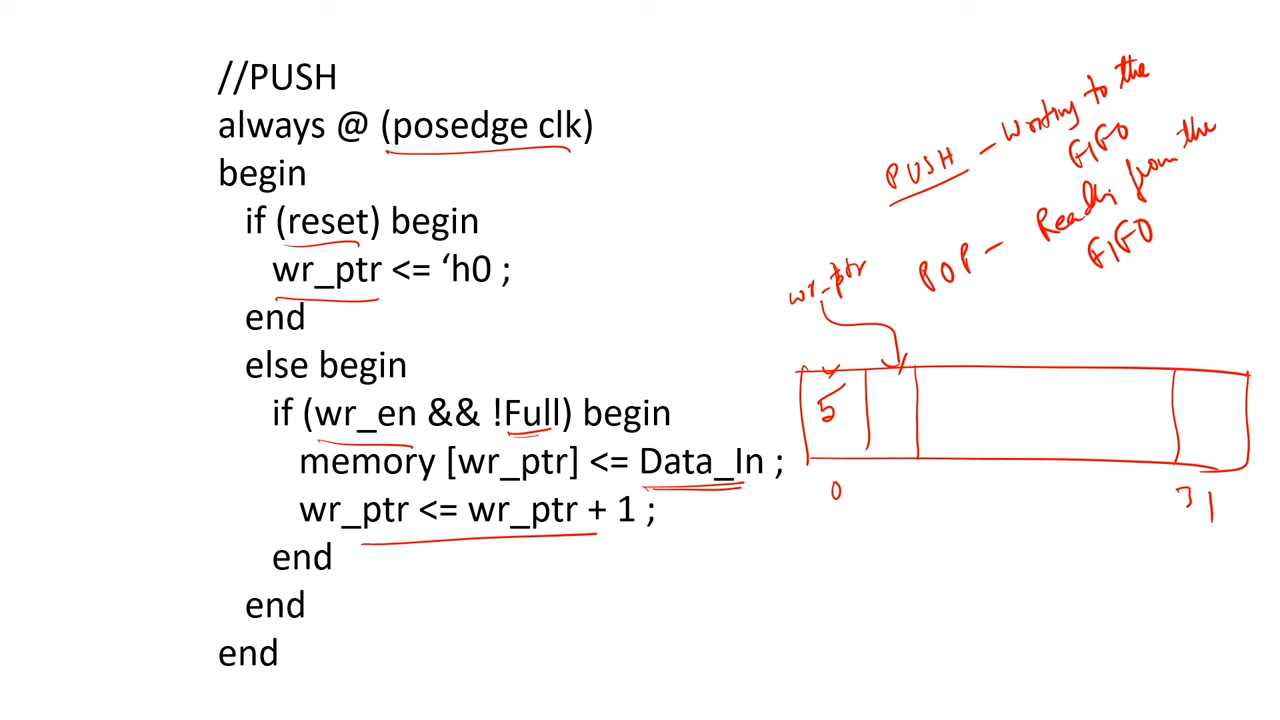 //PUSH
always @ (posedge clk)
begin
if (reset) begin
wr_ptr <= ‘h0 ;
end
else begin
if (wr_en && !Full) begin
memory [wr_ptr] <= Data_In ;
wr_ptr <= wr_ptr + 1 ;
end
end
end
PUSH - Writing to the
FIFO
POP - Reading from the
FIFO
wr_ptr
5
0
31